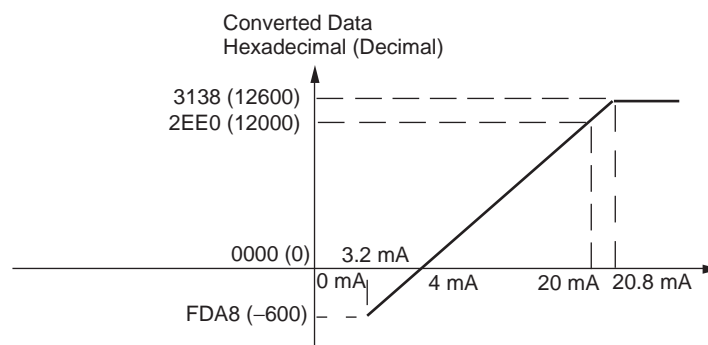 Converted Data
Hexadecimal (Decimal)
3138 (12600)
2EE0 (12000)
0000 (0)
3.2 mA
0 mA
4 mA
20 mA
20.8 mA
FDA8 (−600)